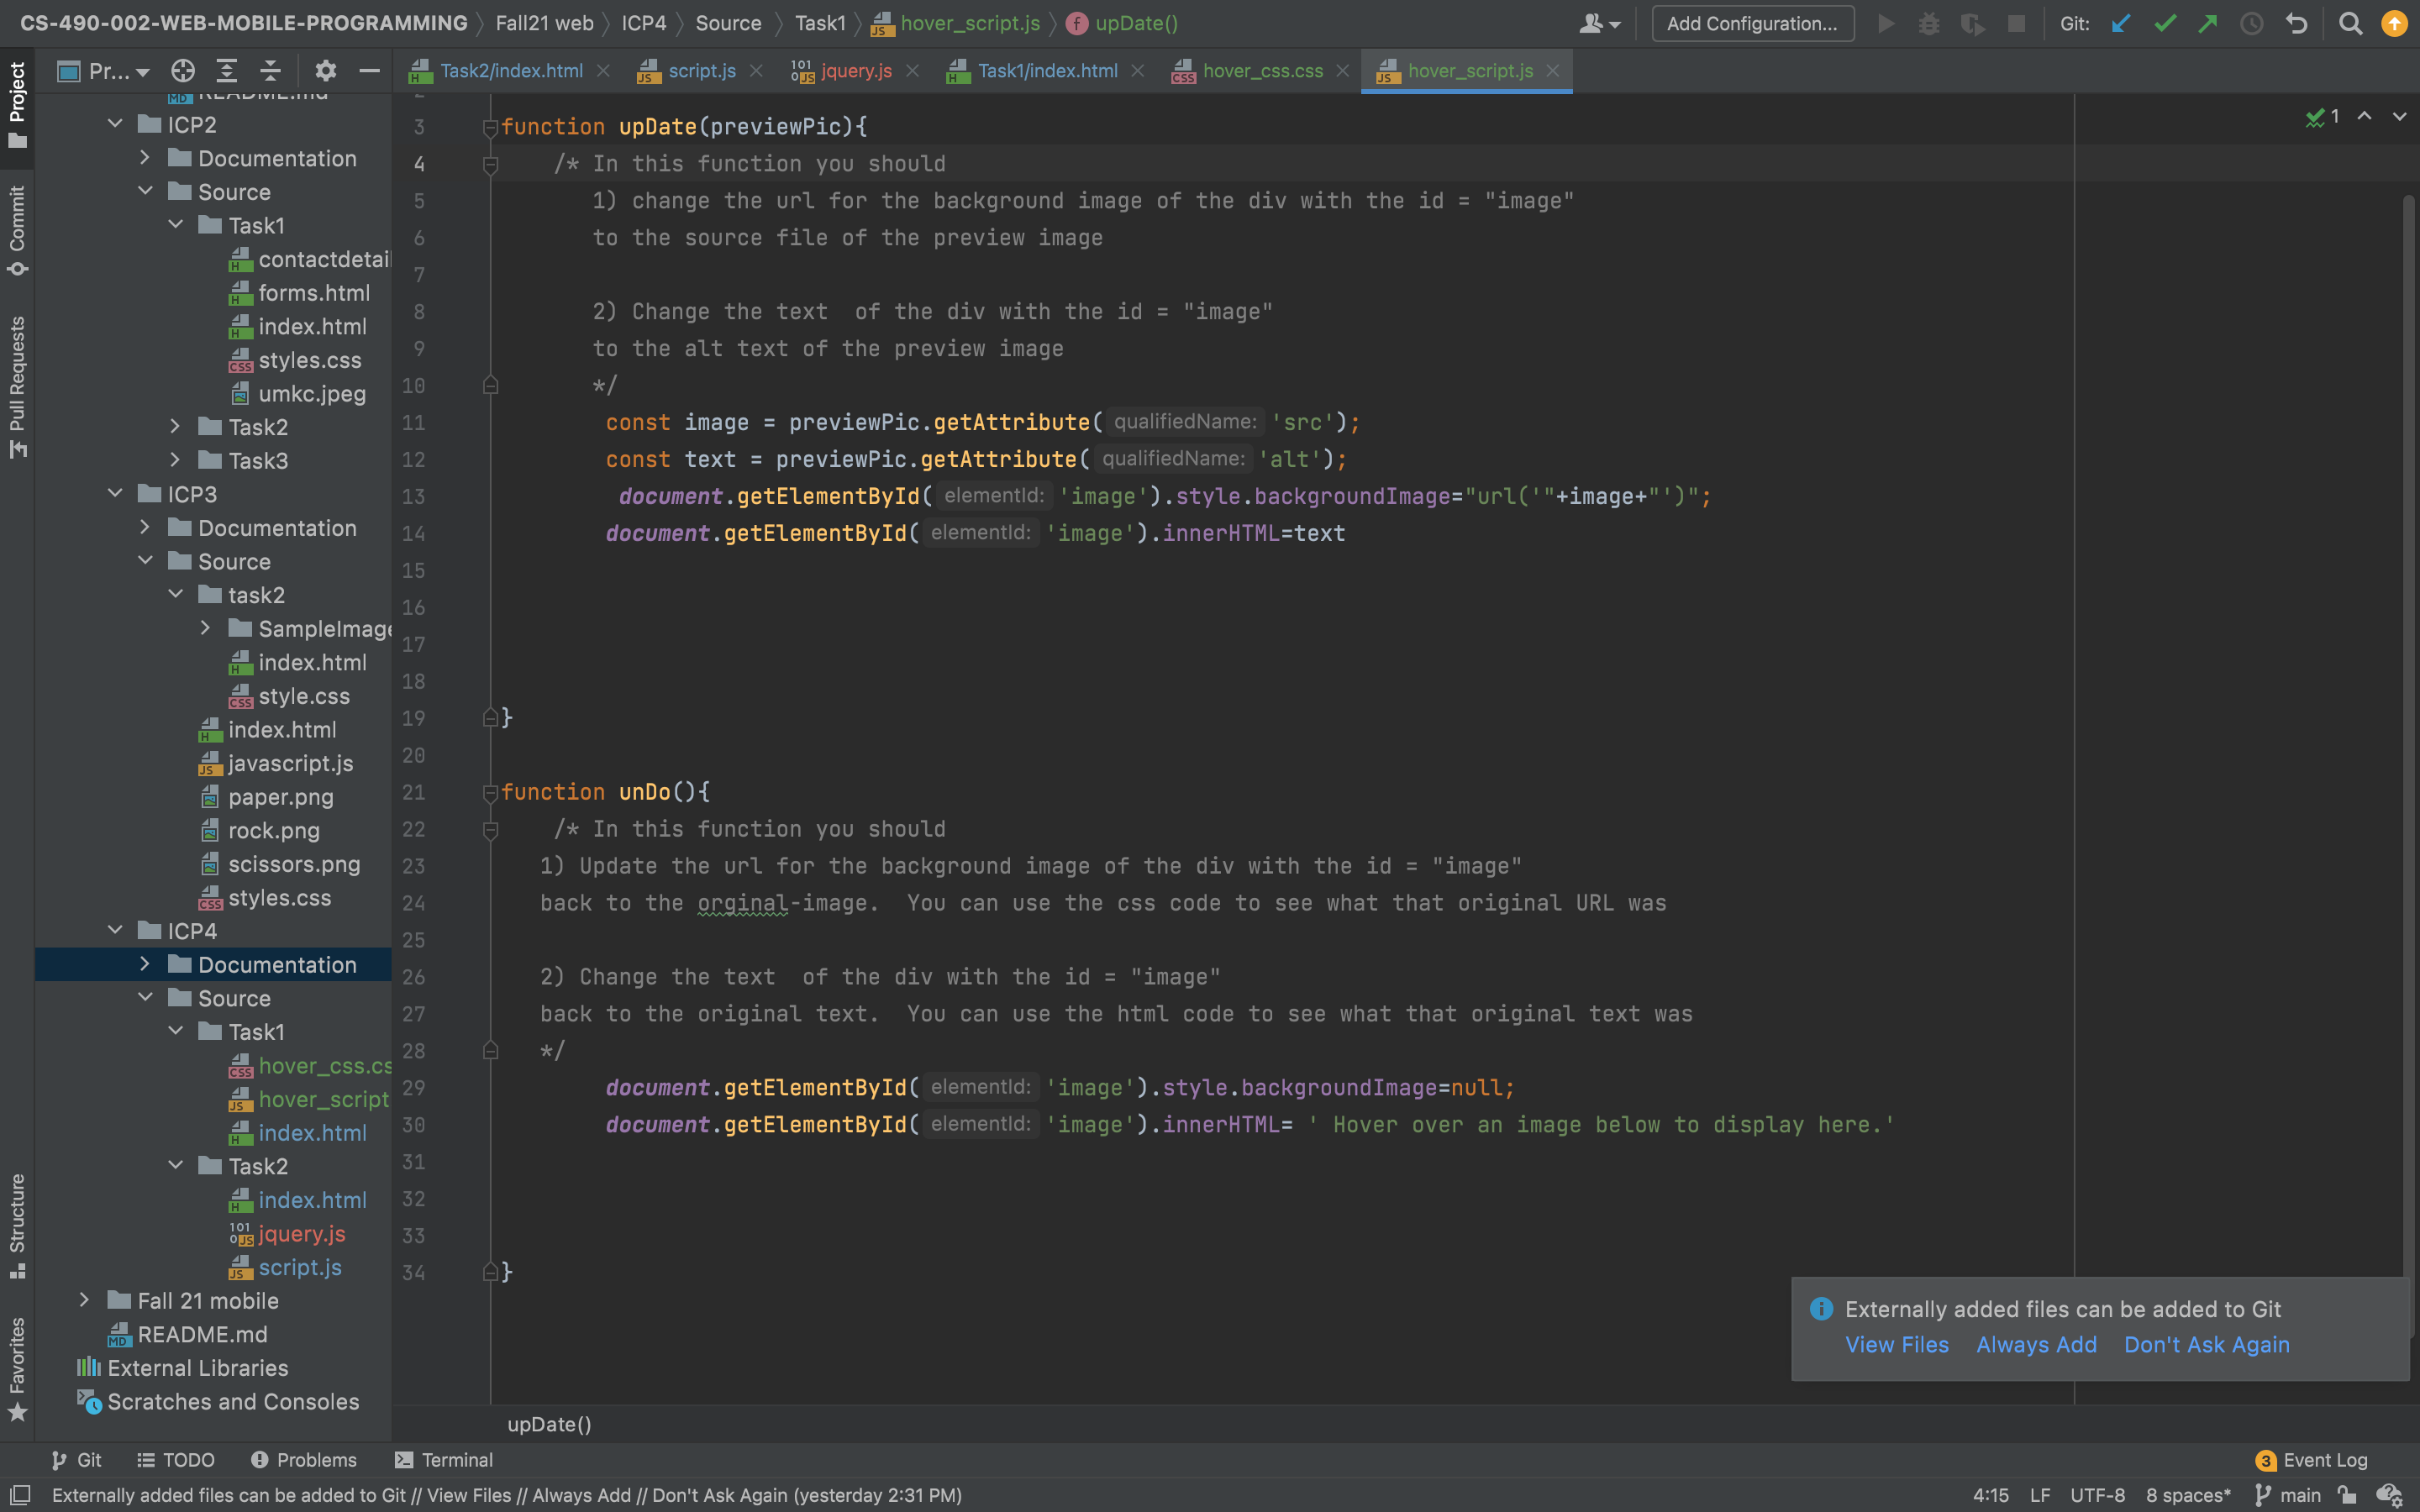 CS-490-002-WEB-MOBILE-PROGRAMMING Fall21 web ICP4 Source Task1 hover_script.js upDate() Add Configuration... Git:
Pr... Task2/index.html script.js jquery.js Task1/index.html hover_css.css hover_script.js
Project
Commit
Pull Requests
Structure
Favorites
README.md
ICP2
Documentation
Source
Task1
contactdetail
forms.html
index.html
styles.css
umkc.jpeg
Task2
Task3
ICP3
Documentation
Source
task2
SampleImage
index.html
style.css
index.html
javascript.js
paper.png
rock.png
scissors.png
styles.css
ICP4
Documentation
Source
Task1
hover_css.cs
hover_script
index.html
Task2
index.html
jquery.js
script.js
Fall 21 mobile
README.md
External Libraries
Scratches and Consoles
1
2
3 function upDate(previewPic){
4 /* In this function you should
5 1) change the url for the background image of the div with the id = "image"
6 to the source file of the preview image
7
8 2) Change the text  of the div with the id = "image"
9 to the alt text of the preview image
10 */
11 const image = previewPic.getAttribute( qualifiedName: 'src');
12 const text = previewPic.getAttribute( qualifiedName: 'alt');
13 document.getElementById( elementId: 'image').style.backgroundImage="url('"+image+"')";
14 document.getElementById( elementId: 'image').innerHTML=text
15
16
17
18
19 }
20
21 function unDo(){
22 /* In this function you should
23 1) Update the url for the background image of the div with the id = "image"
24 back to the orginal-image.  You can use the css code to see what that original URL was
25
26 2) Change the text  of the div with the id = "image"
27 back to the original text.  You can use the html code to see what that original text was
28 */
29 document.getElementById( elementId: 'image').style.backgroundImage=null;
30 document.getElementById( elementId: 'image').innerHTML= ' Hover over an image below to display here.'
31
32
33
34 }
Externally added files can be added to Git
View Files Always Add Don't Ask Again
upDate()
Git TODO Problems Terminal 3 Event Log
Externally added files can be added to Git // View Files // Always Add // Don't Ask Again (yesterday 2:31 PM) 4:15 LF UTF-8 8 spaces* main